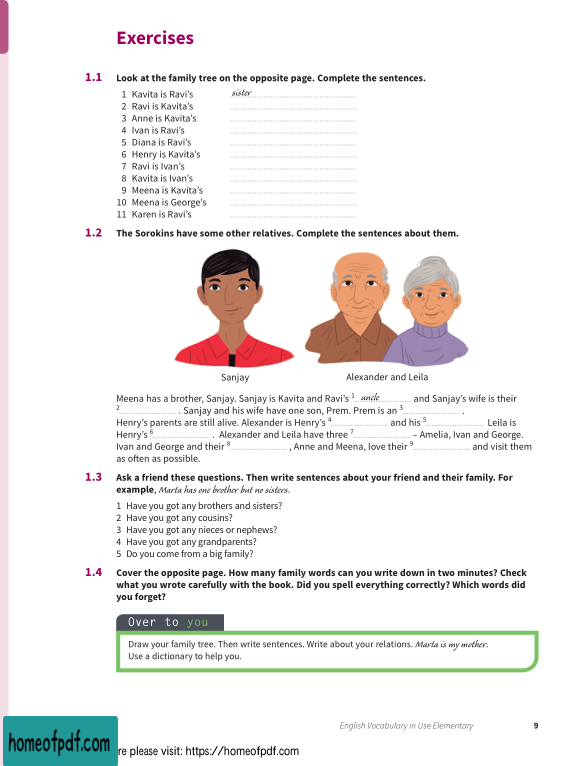 Exercises
1.1 Look at the family tree on the opposite page. Complete the sentences.
1 Kavita is Ravi's sister
2 Ravi is Kavita's
3 Anne is Kavita's
4 Ivan is Ravi's
5 Diana is Ravi's
6 Henry is Kavita's
7 Ravi is Ivan's
8 Kavita is Ivan's
9 Meena is Kavita's
10 Meena is George's
11 Karen is Ravi's
1.2 The Sorokins have some other relatives. Complete the sentences about them.
Sanjay Alexander and Leila
Meena has a brother, Sanjay. Sanjay is Kavita and Ravi's 1 uncle and Sanjay's wife is their
2 . Sanjay and his wife have one son, Prem. Prem is an 3 .
Henry's parents are still alive. Alexander is Henry's 4 and his 5 Leila is
Henry's 6 . Alexander and Leila have three 7 – Amelia, Ivan and George.
Ivan and George and their 8 , Anne and Meena, love their 9 and visit them
as often as possible.
1.3 Ask a friend these questions. Then write sentences about your friend and their family. For
example, Marta has one brother but no sisters.
1 Have you got any brothers and sisters?
2 Have you got any cousins?
3 Have you got any nieces or nephews?
4 Have you got any grandparents?
5 Do you come from a big family?
1.4 Cover the opposite page. How many family words can you write down in two minutes? Check
what you wrote carefully with the book. Did you spell everything correctly? Which words did
you forget?
Over to you
Draw your family tree. Then write sentences. Write about your relations. Marta is my mother.
Use a dictionary to help you.
English Vocabulary in Use Elementary 9
homeofpdf.com
re please visit: https://homeofpdf.com